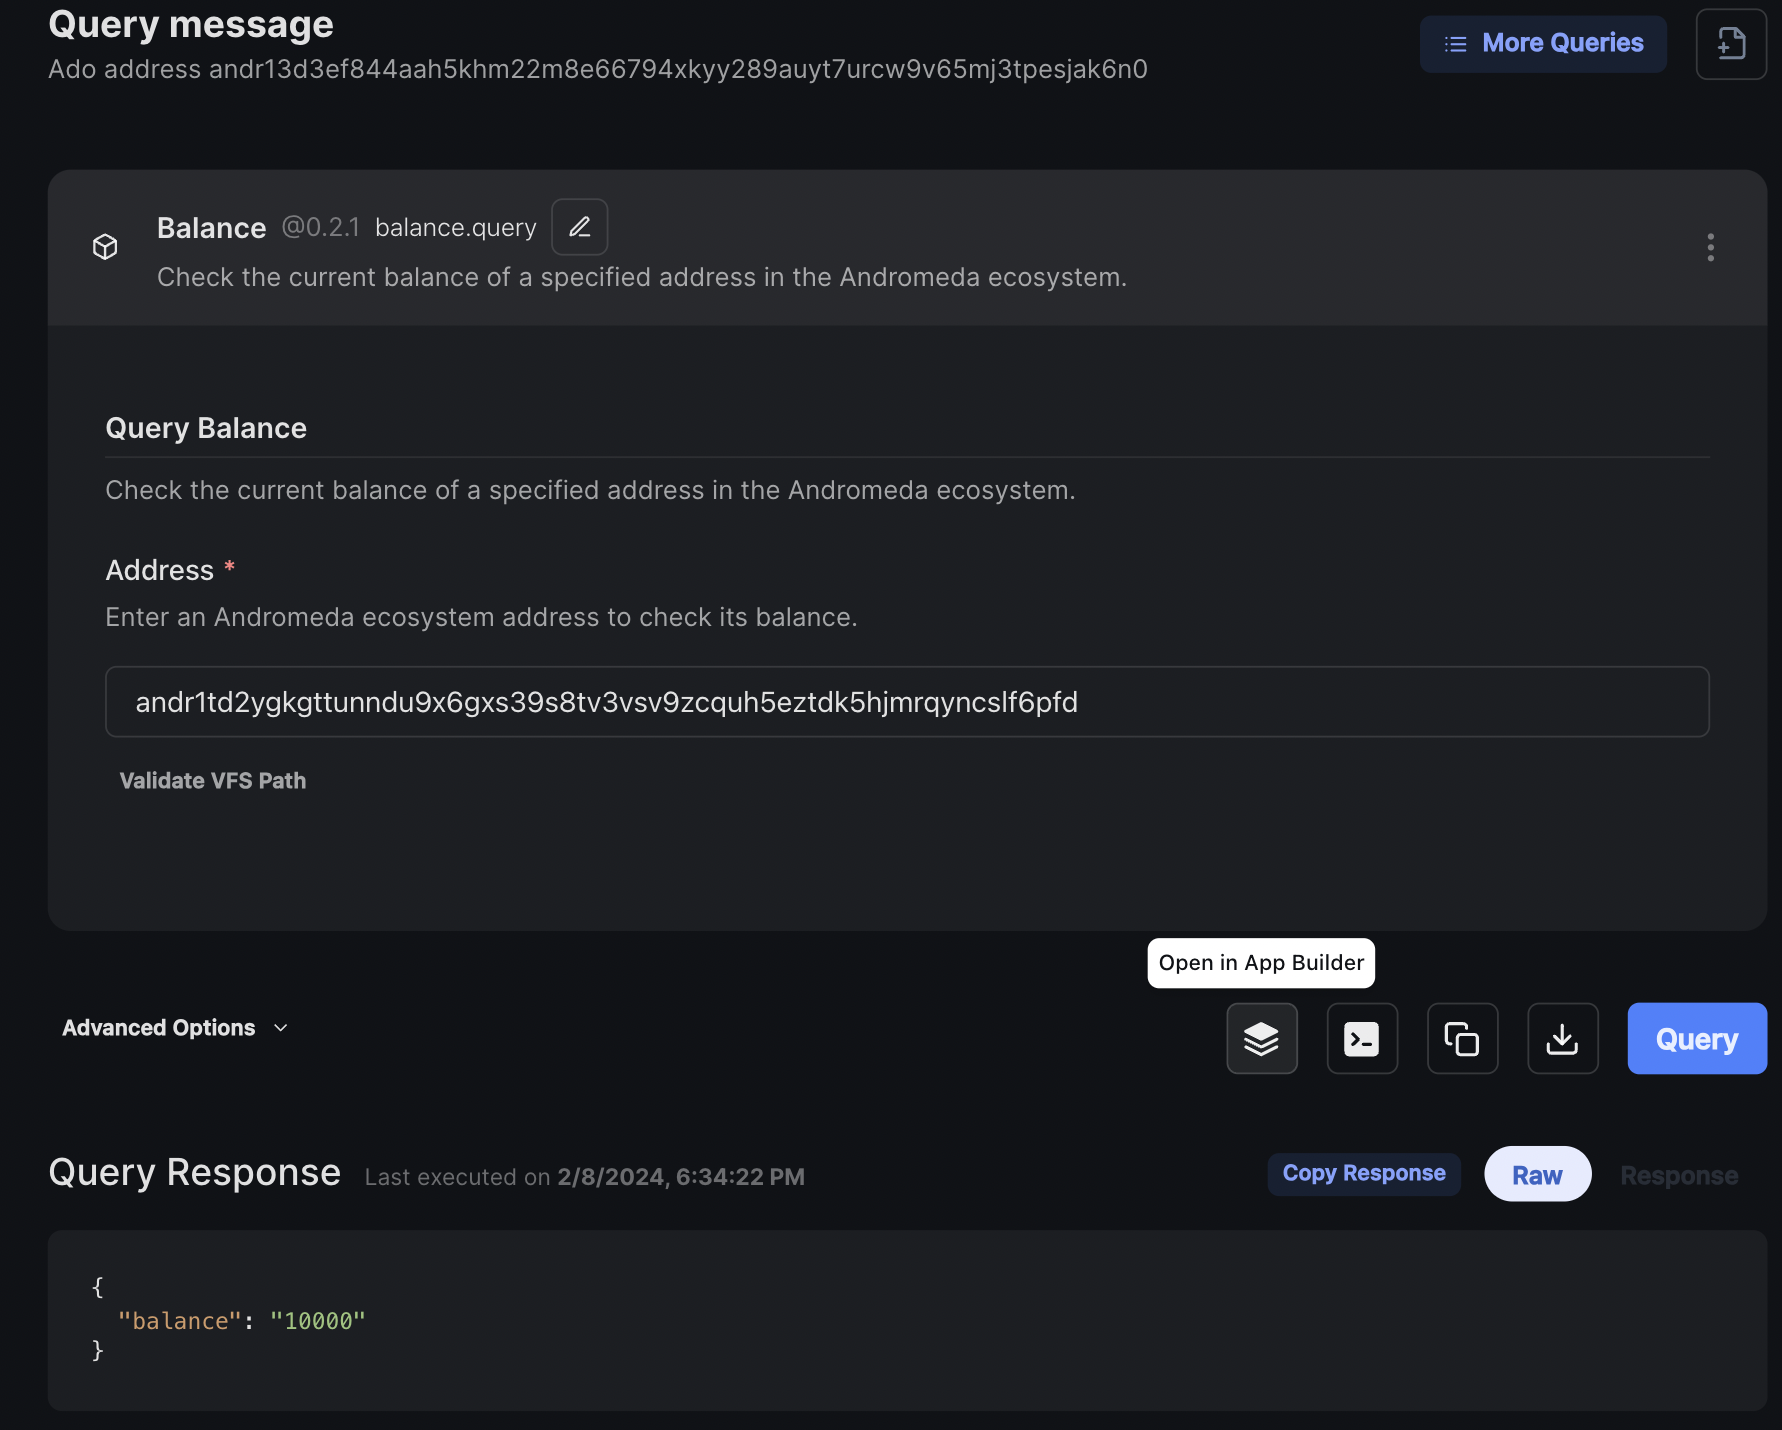 Query message
More Queries
Ado address andr13d3ef844aah5khm22m8e66794xkyy289auyt7urcw9v65mj3tpesjak6n0
Balance @0.2.1 balance.query
Check the current balance of a specified address in the Andromeda ecosystem.
Query Balance
Check the current balance of a specified address in the Andromeda ecosystem.
Address *
Enter an Andromeda ecosystem address to check its balance.
andr1td2ygkgttunndu9x6gxs39s8tv3vsv9zcquh5eztdk5hjmrqyncslf6pfd
Validate VFS Path
Open in App Builder
Advanced Options
Query
Query Response Last executed on 2/8/2024, 6:34:22 PM
Copy Response Raw Response
{
"balance": "10000"
}